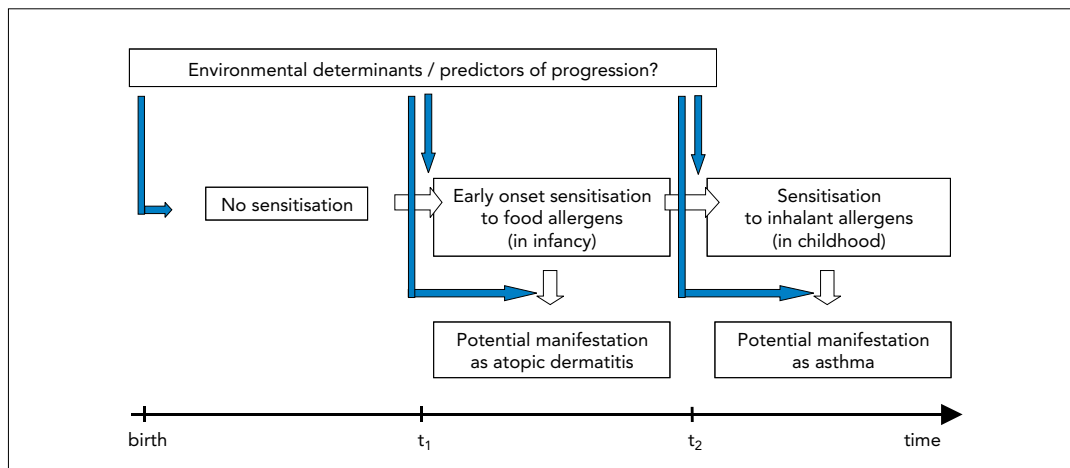 Environmental determinants / predictors of progression?
No sensitisation
Early onset sensitisation
to food allergens
(in infancy)
Sensitisation
to inhalant allergens
(in childhood)
Potential manifestation
as atopic dermatitis
Potential manifestation
as asthma
birth
t₁
t₂
time